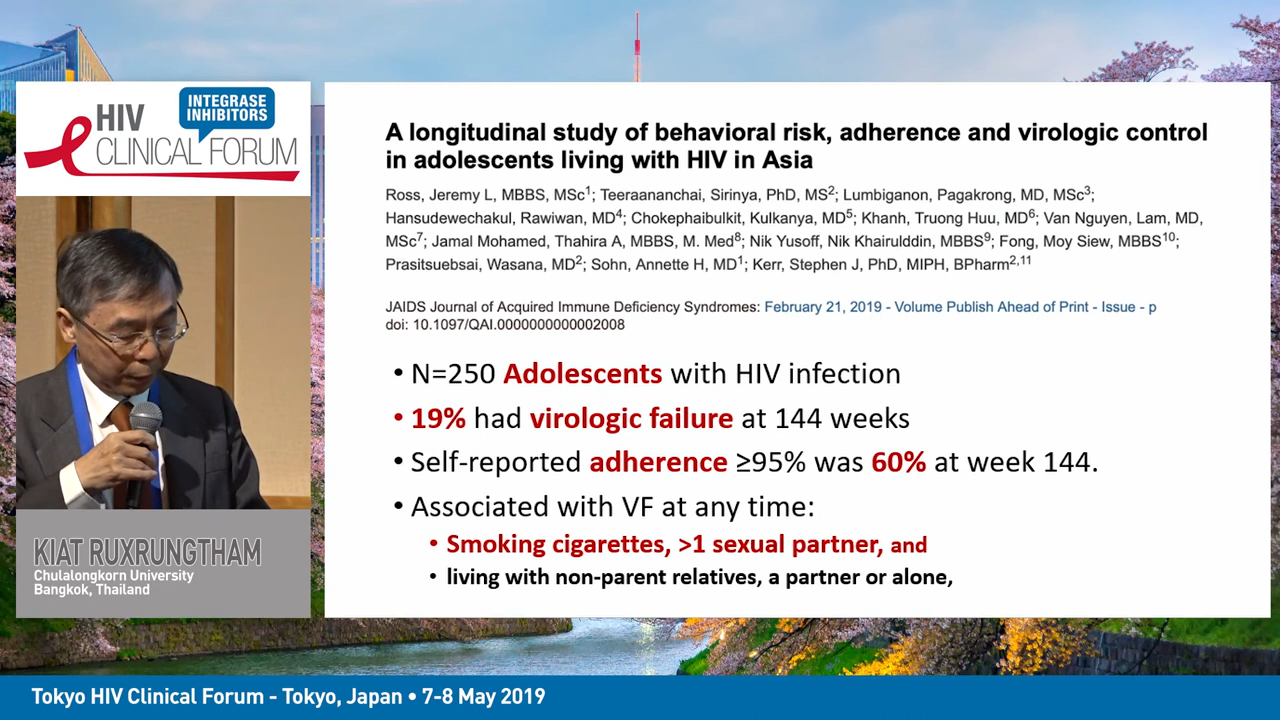 HIV
INTEGRASE
INHIBITORS
CLINICAL FORUM
A longitudinal study of behavioral risk, adherence and virologic control
in adolescents living with HIV in Asia
Ross, Jeremy L, MBBS, MSc1; Teeraananchai, Sirinya, PhD, MS2; Lumbiganon, Pagakrong, MD, MSc3;
Hansudewechakul, Rawiwan, MD4; Chokephaibulkit, Kulkanya, MD5; Khanh, Truong Huu, MD6; Van Nguyen, Lam, MD,
MSc7; Jamal Mohamed, Thahira A, MBBS, M. Med8; Nik Yusoff, Nik Khairulddin, MBBS9; Fong, Moy Siew, MBBS10;
Prasitsuebsai, Wasana, MD2; Sohn, Annette H, MD1; Kerr, Stephen J, PhD, MIPH, BPharm2,11
JAIDS Journal of Acquired Immune Deficiency Syndromes: February 21, 2019 - Volume Publish Ahead of Print - Issue - p
doi: 10.1097/QAI.0000000000002008
• N=250 Adolescents with HIV infection
• 19% had virologic failure at 144 weeks
• Self-reported adherence ≥95% was 60% at week 144.
• Associated with VF at any time:
• Smoking cigarettes, >1 sexual partner, and
• living with non-parent relatives, a partner or alone,
KIAT RUXRUNGTHAM
Chulalongkorn University
Bangkok, Thailand
Tokyo HIV Clinical Forum - Tokyo, Japan • 7-8 May 2019